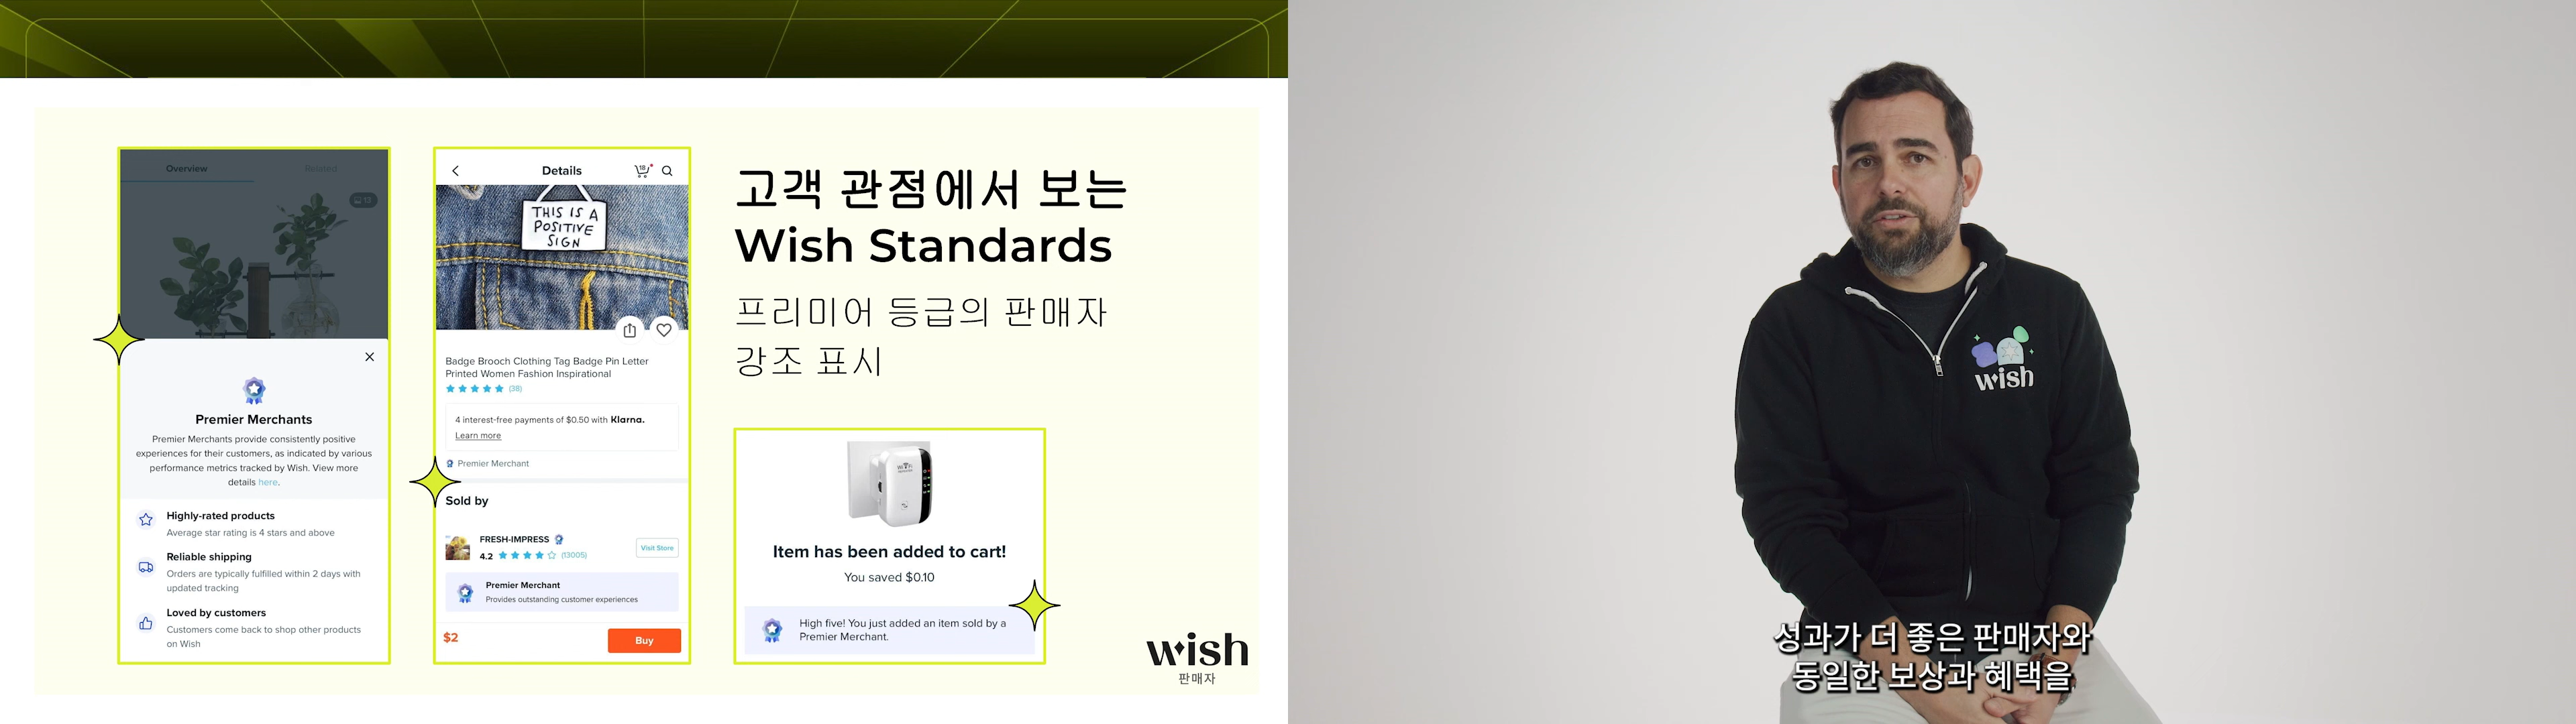 Overview
Related
13
Premier Merchants
Premier Merchants provide consistently positive
experiences for their customers, as indicated by various
performance metrics tracked by Wish. View more
details here.
Highly-rated products
Average star rating is 4 stars and above
Reliable shipping
Orders are typically fulfilled within 2 days with
updated tracking
Loved by customers
Customers come back to shop other products
on Wish
Details
THIS IS A
POSITIVE
SIGN
Badge Brooch Clothing Tag Badge Pin Letter
Printed Women Fashion Inspirational
(38)
4 interest-free payments of $0.50 with Klarna.
Learn more
Premier Merchant
Sold by
FRESH-IMPRESS
4.2 (13005)
Visit Store
Premier Merchant
Provides outstanding customer experiences
$2
Buy
고객 관점에서 보는
Wish Standards
프리미어 등급의 판매자
강조 표시
Item has been added to cart!
You saved $0.10
High five! You just added an item sold by a
Premier Merchant.
wish
판매자
wish
성과가 더 좋은 판매자와
동일한 보상과 혜택을